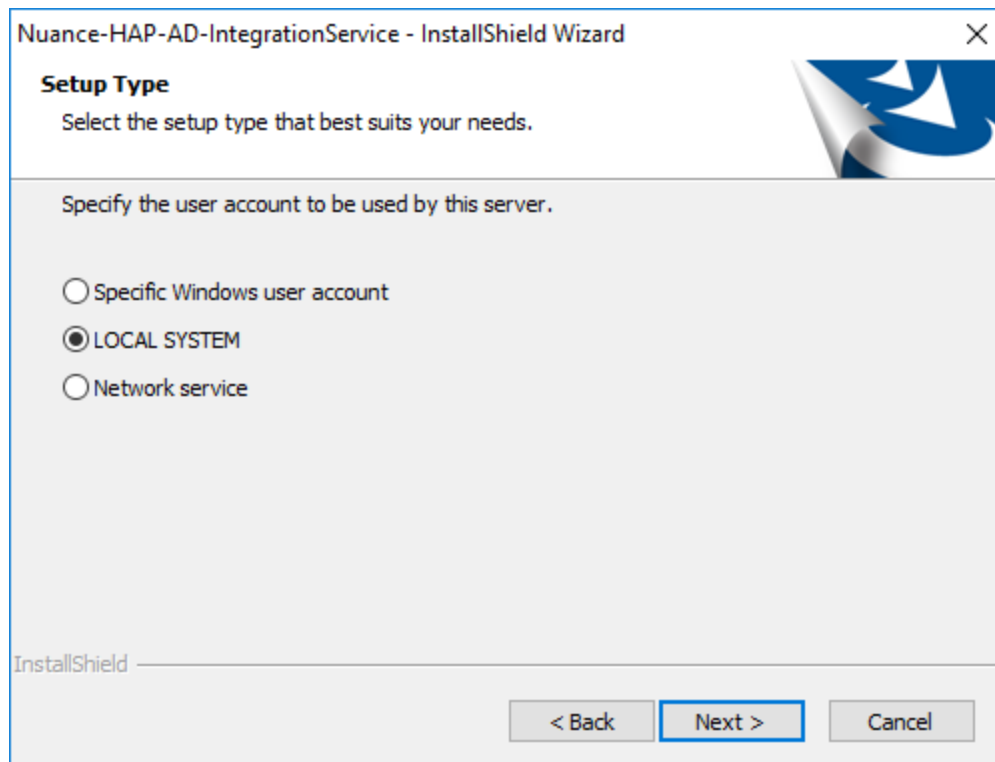 Nuance-HAP-AD-IntegrationService - InstallShield Wizard
Setup Type
Select the setup type that best suits your needs.
Specify the user account to be used by this server.
Specific Windows user account
LOCAL SYSTEM
Network service
InstallShield
< Back
Next >
Cancel